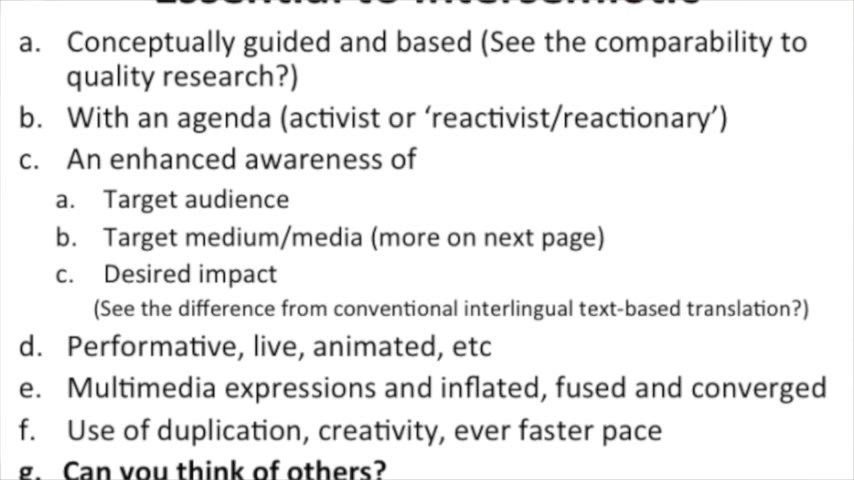 Essential to Intersemiotic
a. Conceptually guided and based (See the comparability to
quality research?)
b. With an agenda (activist or ‘reactivist/reactionary’)
c. An enhanced awareness of
a. Target audience
b. Target medium/media (more on next page)
c. Desired impact
(See the difference from conventional interlingual text-based translation?)
d. Performative, live, animated, etc
e. Multimedia expressions and inflated, fused and converged
f. Use of duplication, creativity, ever faster pace
g. Can you think of others?